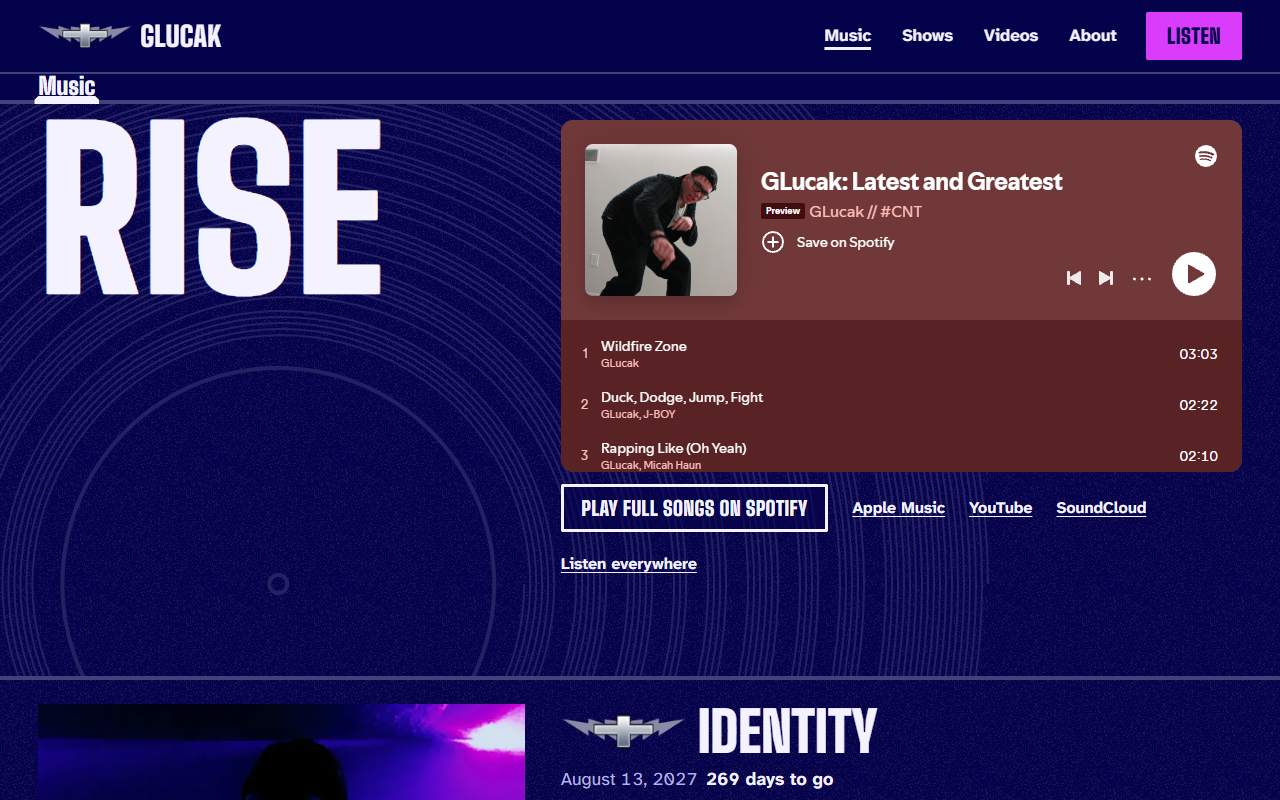 GLUCAK
Music
Shows
Videos
About
LISTEN
Music
RISE
GLucak: Latest and Greatest
Preview GLucak // #CNT
Save on Spotify
1 Wildfire Zone 03:03
GLucak
2 Duck, Dodge, Jump, Fight 02:22
GLucak, J-BOY
3 Rapping Like (Oh Yeah) 02:10
GLucak, Micah Haun
PLAY FULL SONGS ON SPOTIFY
Apple Music
YouTube
SoundCloud
Listen everywhere
IDENTITY
August 13, 2027 269 days to go